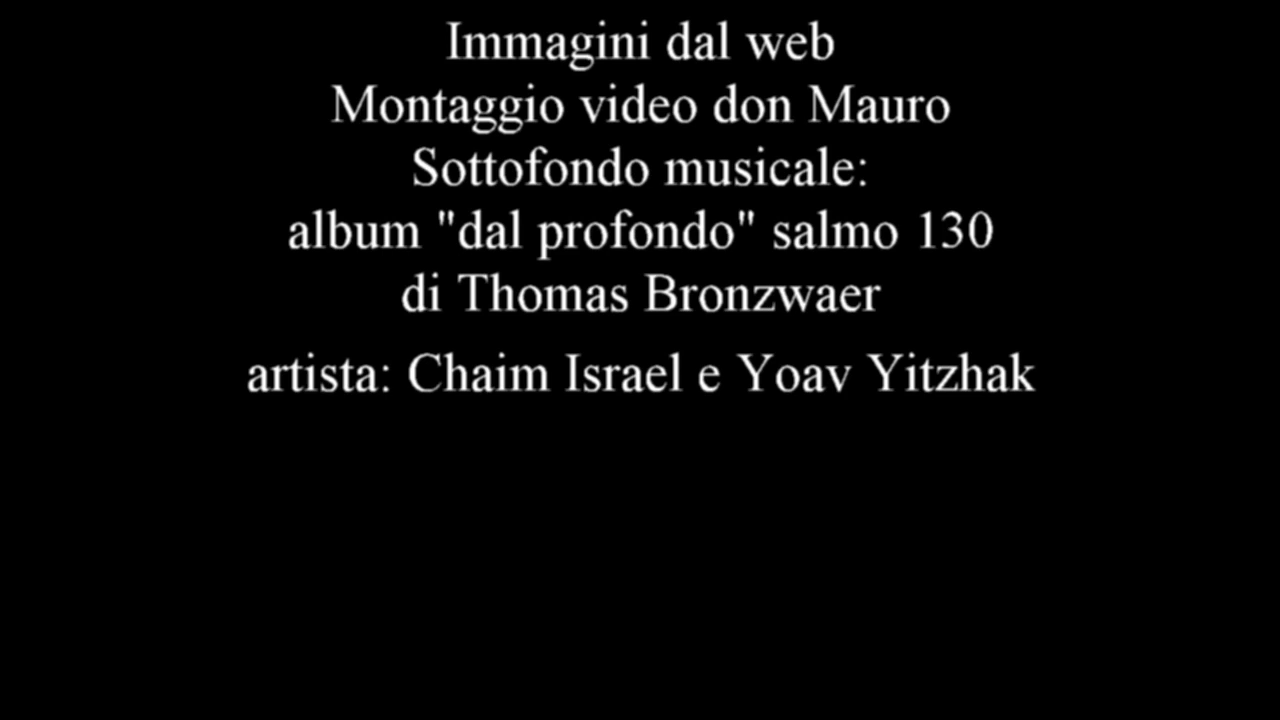 Immagini dal web
Montaggio video don Mauro
Sottofondo musicale:
album "dal profondo" salmo 130
di Thomas Bronzwaer
artista: Chaim Israel e Yoav Yitzhak